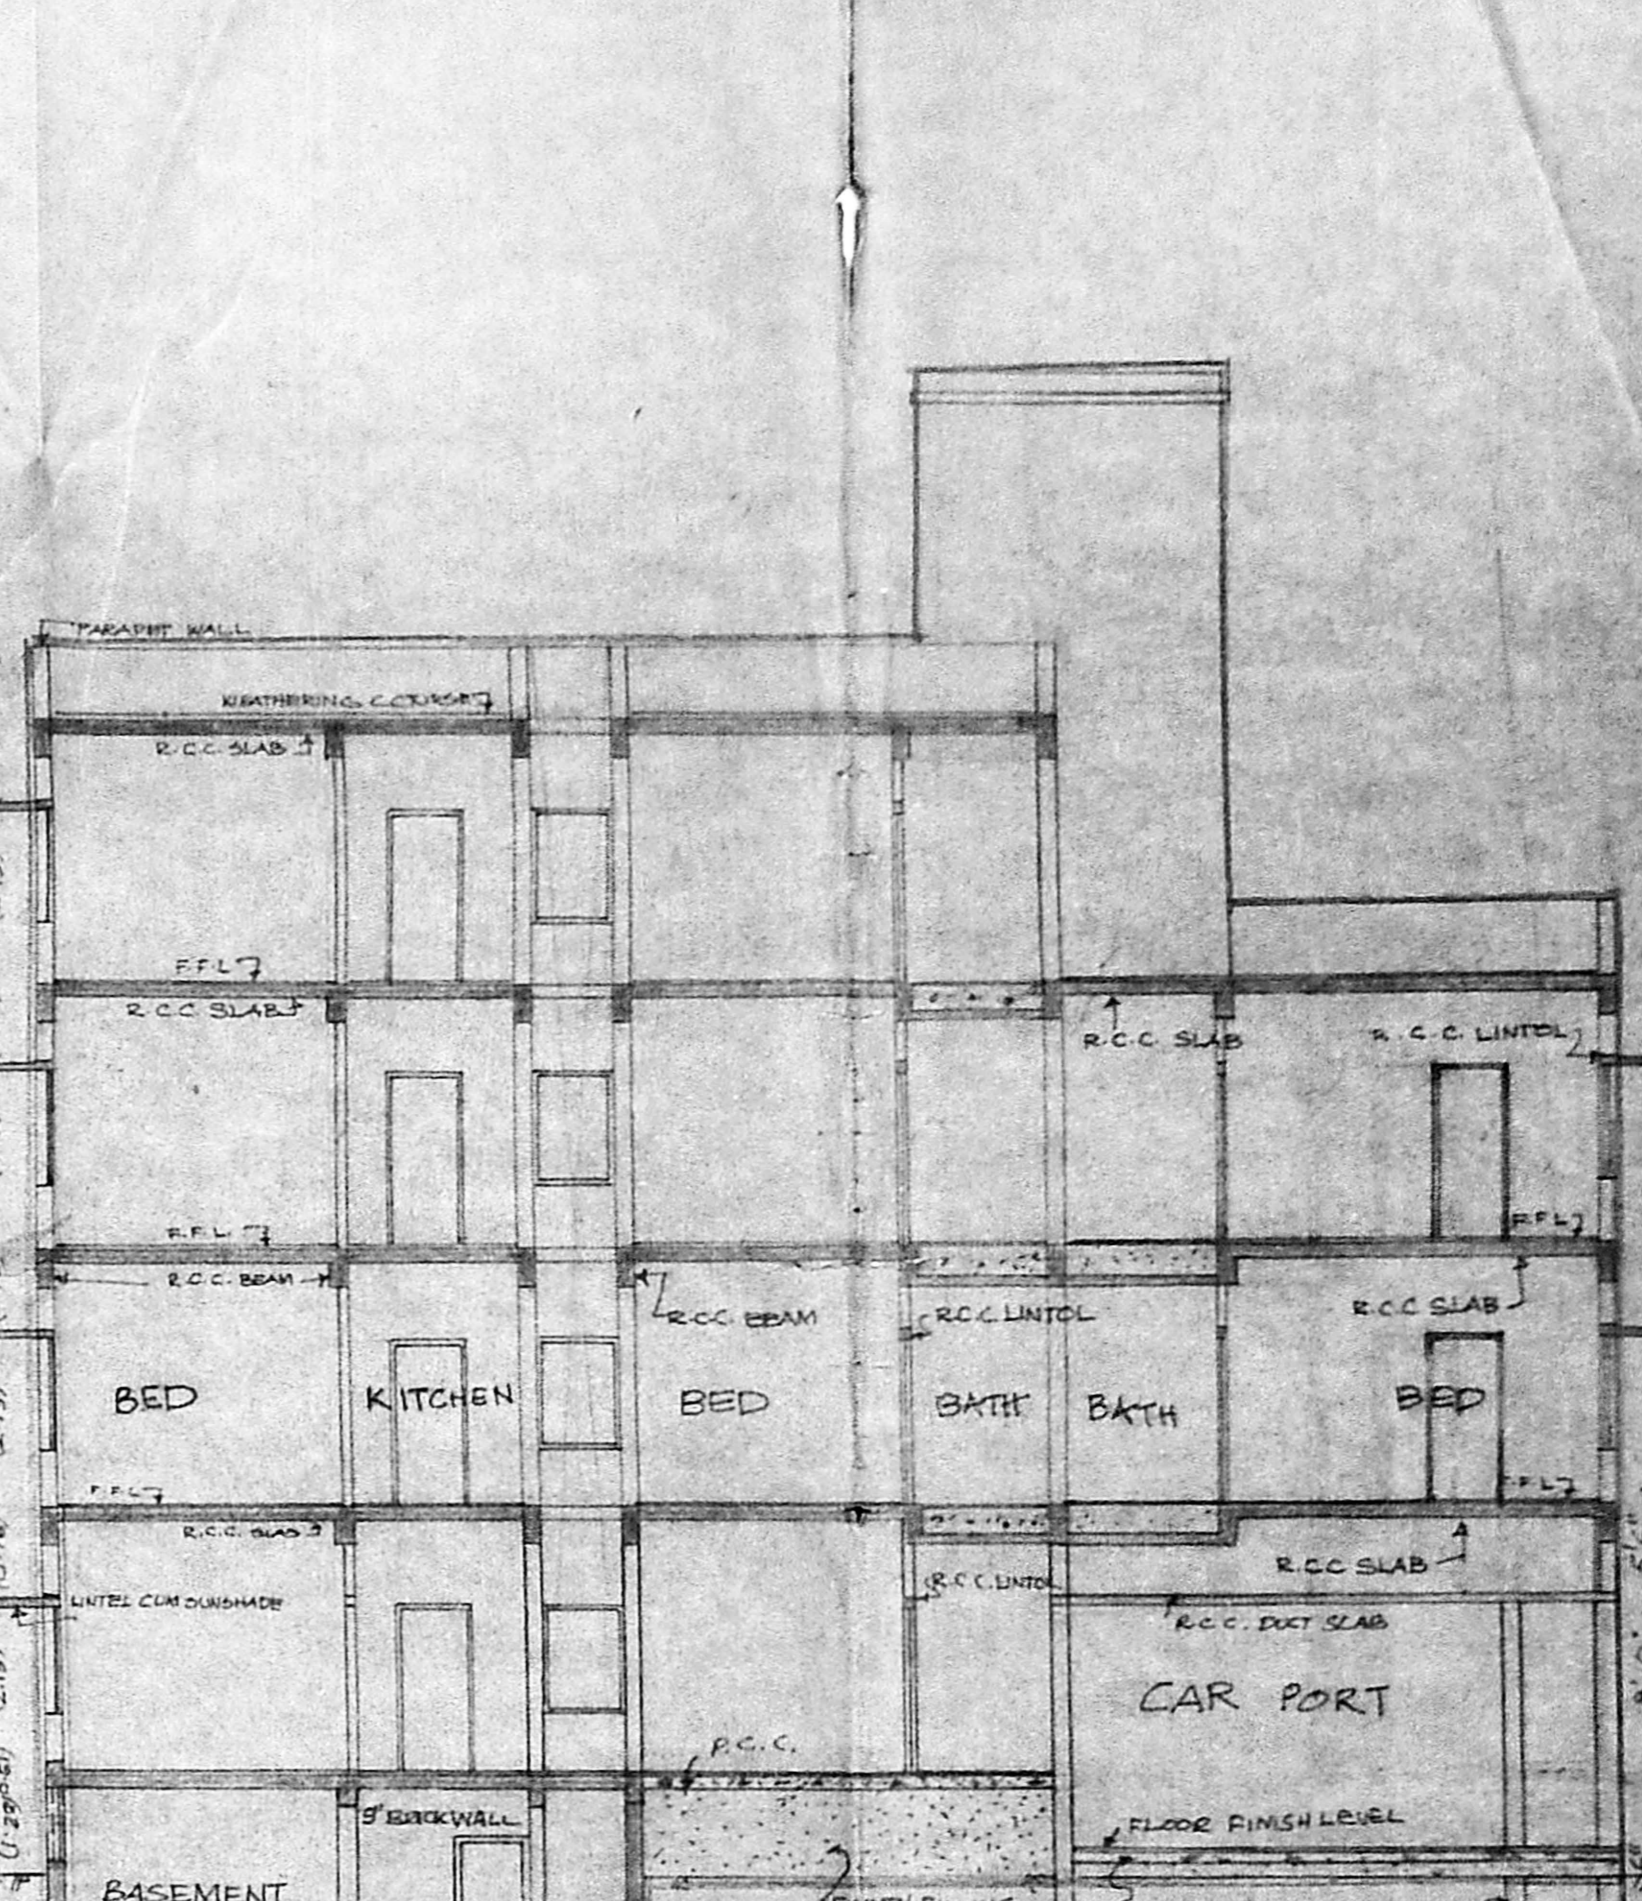 PARAPET WALL
WEATHERING COURSE
R.C.C. SLAB
F.F.L
R.C.C SLAB
R.C.C. SLAB
R.C.C. LINTOL
F.F.L.
F.F.L
R.C.C. BEAM
R.C.C. BEAM
R.C.C LINTOL
R.C.C SLAB
BED
KITCHEN
BED
BATH
BATH
BED
F.F.L
F.F.L
R.C.C. SLAB
R.C.C. LINTOL
R.C.C SLAB
LINTEL CUM SUNSHADE
R.C.C. DUCT SLAB
CAR PORT
P.C.C.
9" BRICKWALL
FLOOR FINISH LEVEL
BASEMENT